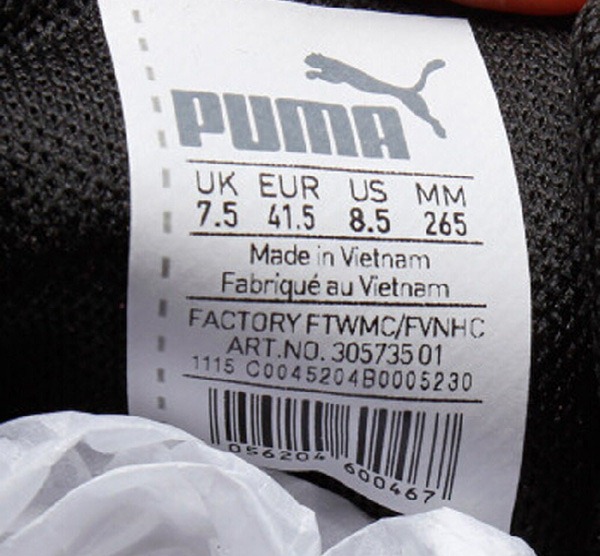 PUMA
UK EUR US MM
7.5 41.5 8.5 265
Made in Vietnam
Fabriqué au Vietnam
FACTORY FTWMC/FVNHC
ART.NO. 305735 01
1115 C0045204B0005230
056204 600467